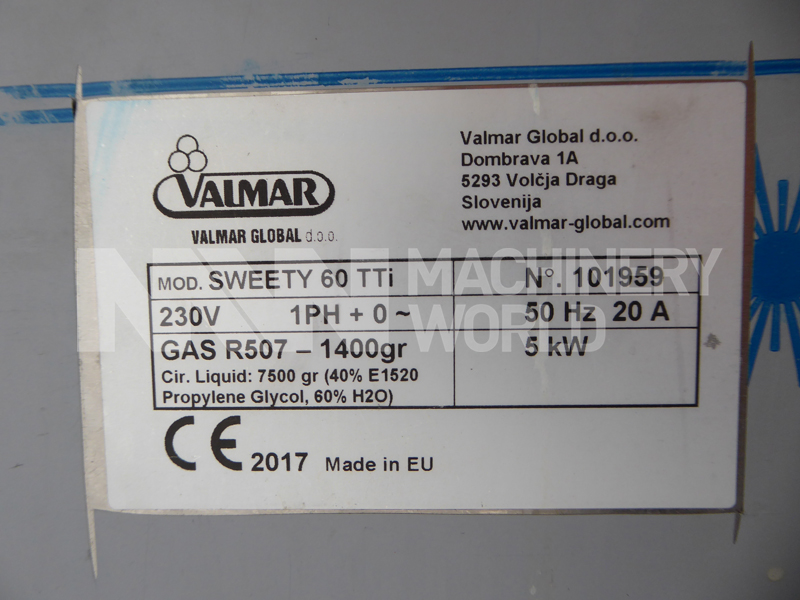 VALMAR
VALMAR GLOBAL d.o.o.
Valmar Global d.o.o.
Dombrava 1A
5293 Volčja Draga
Slovenija
www.valmar-global.com
MOD. SWEETY 60 TTi N°. 101959
230V 1PH + 0 ~ 50 Hz 20 A
GAS R507 – 1400gr 5 kW
Cir. Liquid: 7500 gr (40% E1520
Propylene Glycol, 60% H2O)
CE 2017 Made in EU
MACHINERY
WORLD